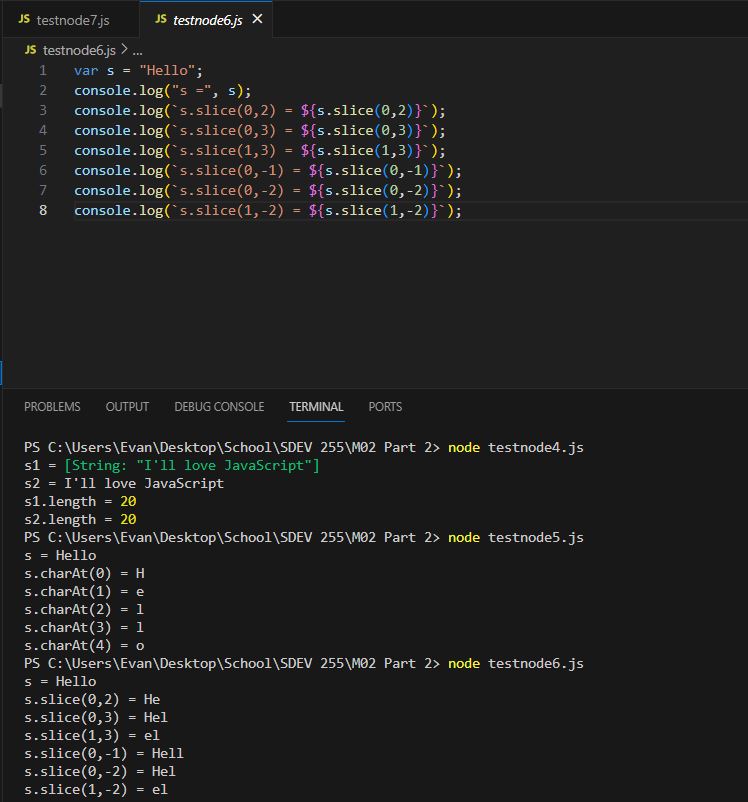 JS testnode7.js JS testnode6.js ×
JS testnode6.js > ...
1 var s = "Hello";
2 console.log("s =", s);
3 console.log(`s.slice(0,2) = ${s.slice(0,2)}`);
4 console.log(`s.slice(0,3) = ${s.slice(0,3)}`);
5 console.log(`s.slice(1,3) = ${s.slice(1,3)}`);
6 console.log(`s.slice(0,-1) = ${s.slice(0,-1)}`);
7 console.log(`s.slice(0,-2) = ${s.slice(0,-2)}`);
8 console.log(`s.slice(1,-2) = ${s.slice(1,-2)}`);
PROBLEMS OUTPUT DEBUG CONSOLE TERMINAL PORTS
PS C:\Users\Evan\Desktop\School\SDEV 255\M02 Part 2> node testnode4.js
s1 = [String: "I'll love JavaScript"]
s2 = I'll love JavaScript
s1.length = 20
s2.length = 20
PS C:\Users\Evan\Desktop\School\SDEV 255\M02 Part 2> node testnode5.js
s = Hello
s.charAt(0) = H
s.charAt(1) = e
s.charAt(2) = l
s.charAt(3) = l
s.charAt(4) = o
PS C:\Users\Evan\Desktop\School\SDEV 255\M02 Part 2> node testnode6.js
s = Hello
s.slice(0,2) = He
s.slice(0,3) = Hel
s.slice(1,3) = el
s.slice(0,-1) = Hell
s.slice(0,-2) = Hel
s.slice(1,-2) = el